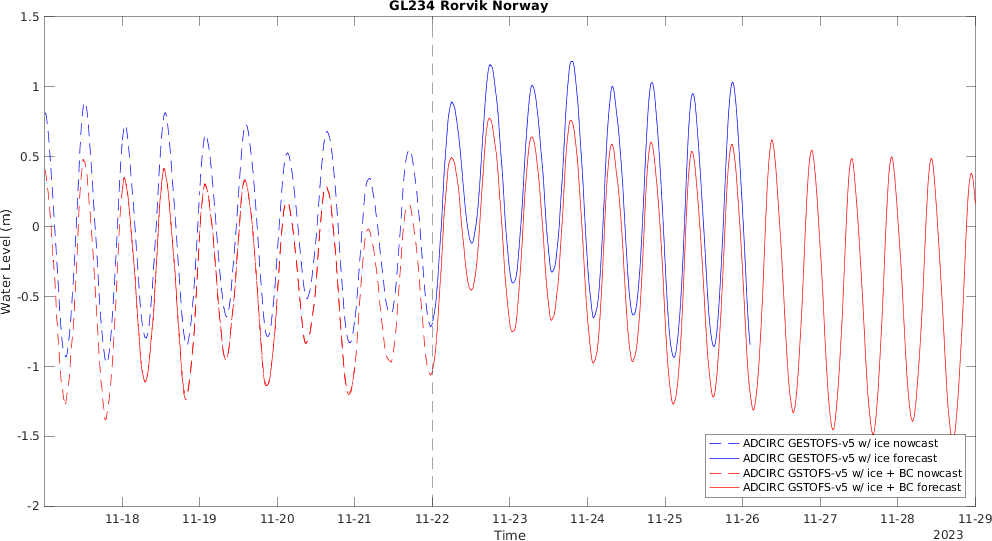 GL234 Rorvik Norway
1.5
1
0.5
0
-0.5
-1
-1.5
-2
Water Level (m)
ADCIRC GESTOFS-v5 w/ ice nowcast
ADCIRC GESTOFS-v5 w/ ice forecast
ADCIRC GSTOFS-v5 w/ ice + BC nowcast
ADCIRC GSTOFS-v5 w/ ice + BC forecast
11-18 11-19 11-20 11-21 11-22 11-23 11-24 11-25 11-26 11-27 11-28 11-29
Time
2023